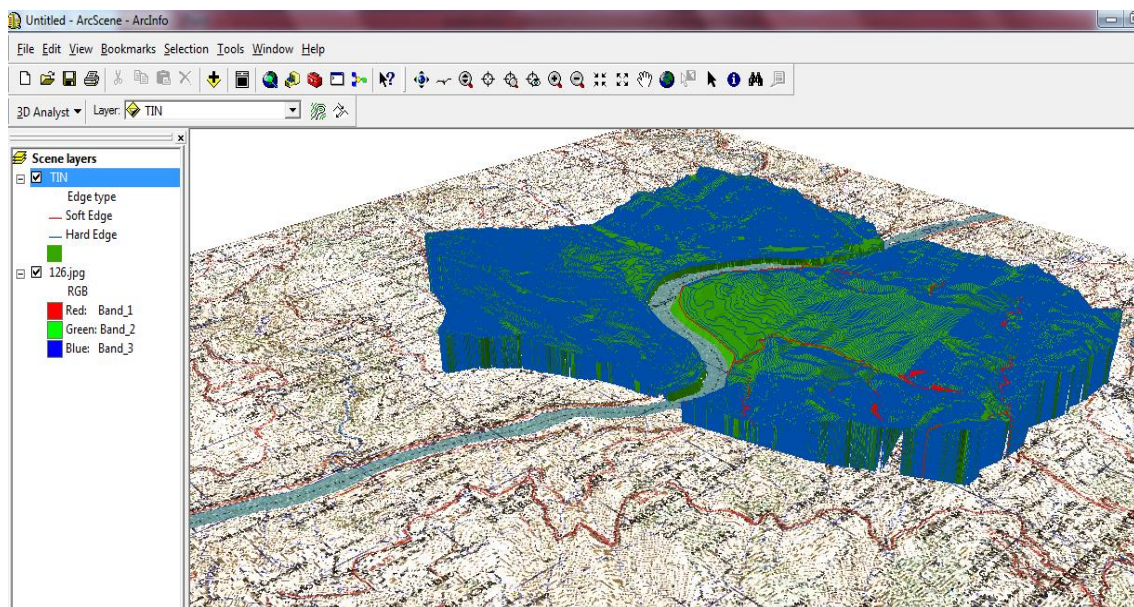 Untitled - ArcScene - ArcInfo
File Edit View Bookmarks Selection Tools Window Help
3D Analyst Layer: TIN
Scene layers
TIN
Edge type
Soft Edge
Hard Edge
126.jpg
RGB
Red: Band_1
Green: Band_2
Blue: Band_3